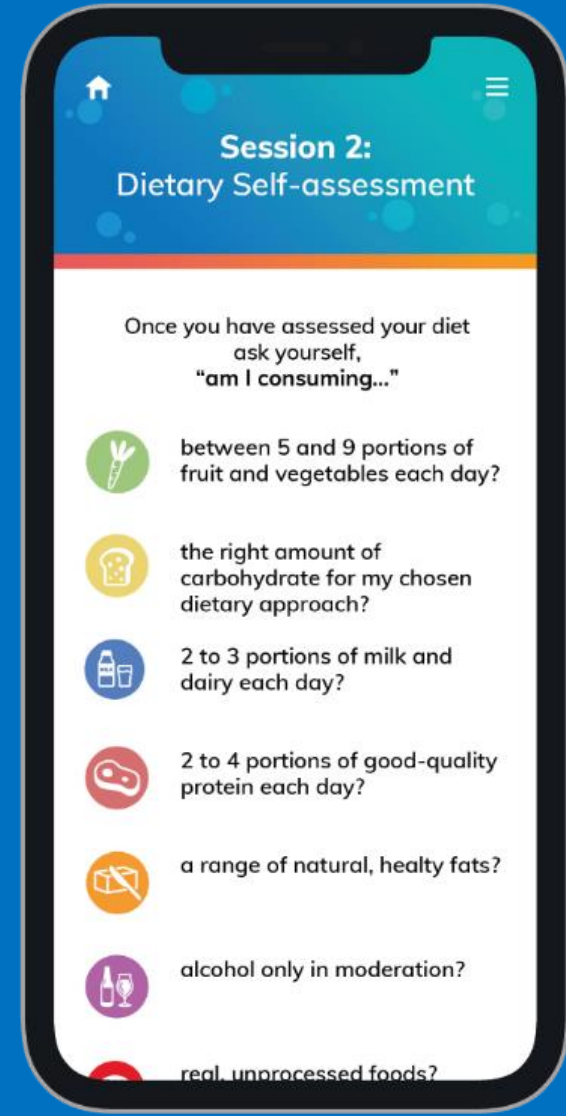 Session 2:
Dietary Self-assessment
Once you have assessed your diet
ask yourself,
“am I consuming...”
between 5 and 9 portions of
fruit and vegetables each day?
the right amount of
carbohydrate for my chosen
dietary approach?
2 to 3 portions of milk and
dairy each day?
2 to 4 portions of good-quality
protein each day?
a range of natural, healty fats?
alcohol only in moderation?
real, unprocessed foods?